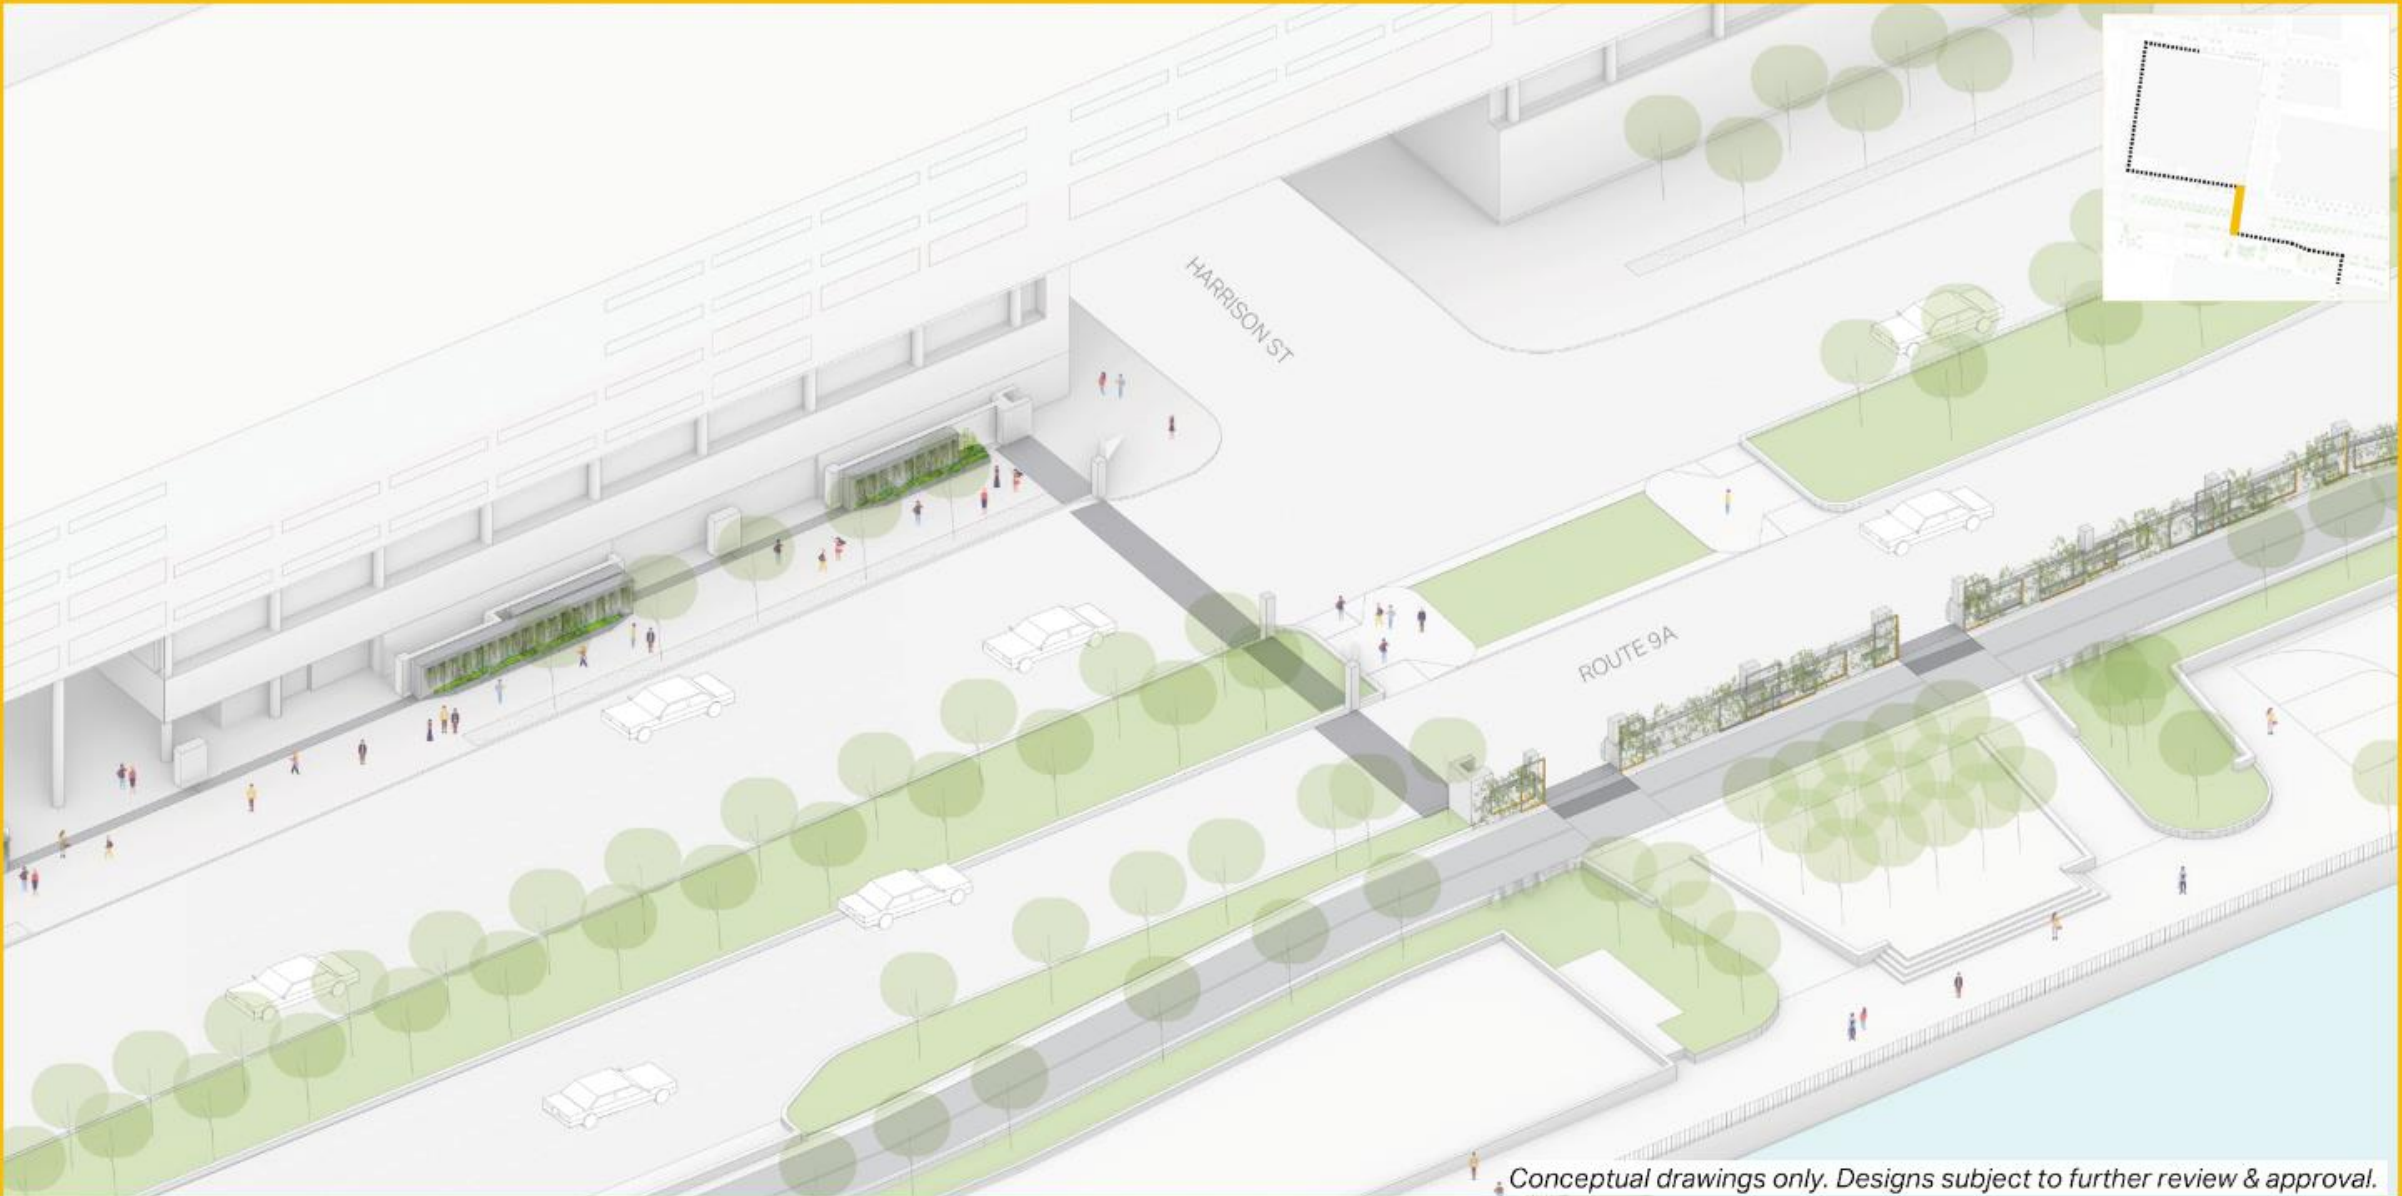 HARRISON ST
ROUTE 9A
Conceptual drawings only. Designs subject to further review & approval.